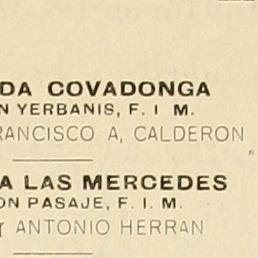 DA COVADONGA
N YERBANIS, F. I M.
RANCISCO A, CALDERON
A LAS MERCEDES
ON PASAJE, F. I. M.
ANTONIO HERRAN